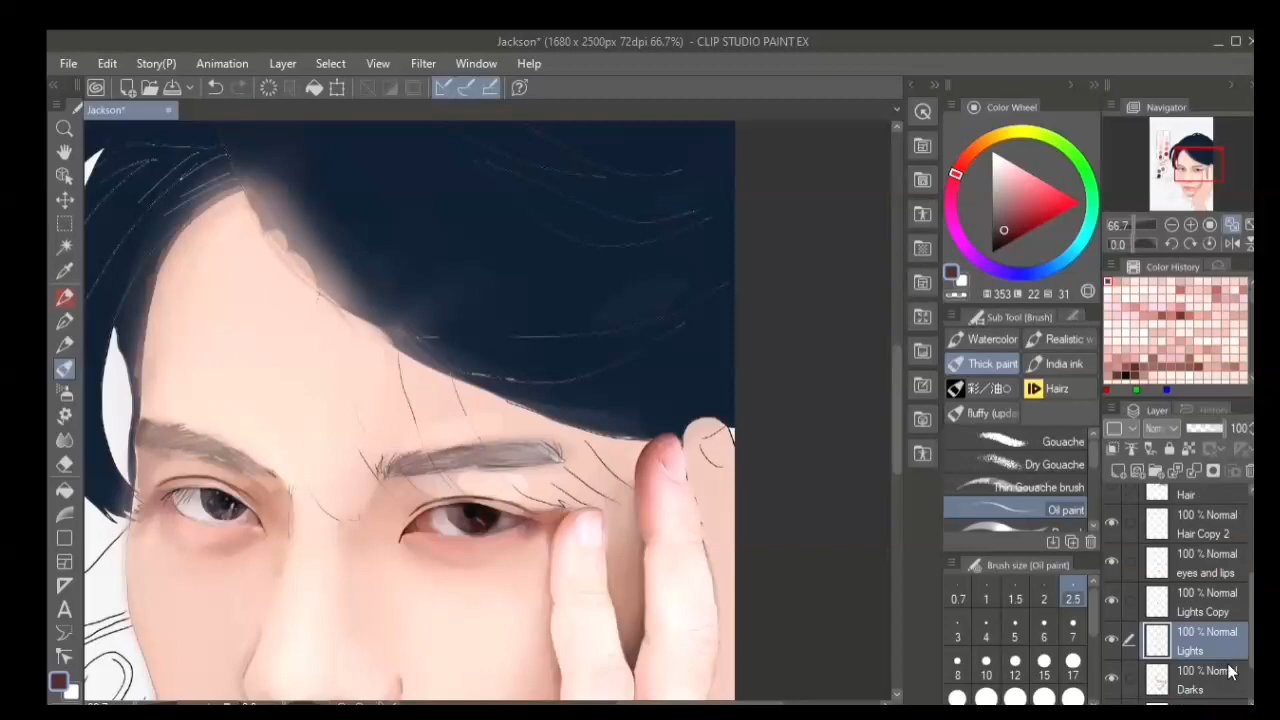 Jackson* (1680 x 2500px 72dpi 66.7%) - CLIP STUDIO PAINT EX
File Edit Story(P) Animation Layer Select View Filter Window Help
Jackson*
Color Wheel
353 22 31
Sub Tool [Brush]
Watercolor Realistic w
Thick paint India ink
Hairz
fluffy (upda
Gouache
Dry Gouache
Thin Gouache brush
Oil paint
Brush size [Oil paint]
0.7 1 1.5 2 2.5
3 4 5 6 7
8 10 12 15 17
Navigator
66.7
0.0
Color History
Layer History
Norm 100
Hair
100 % Normal
Hair Copy 2
100 % Normal
eyes and lips
100 % Normal
Lights Copy
100 % Normal
Lights
100 % Normal
Darks